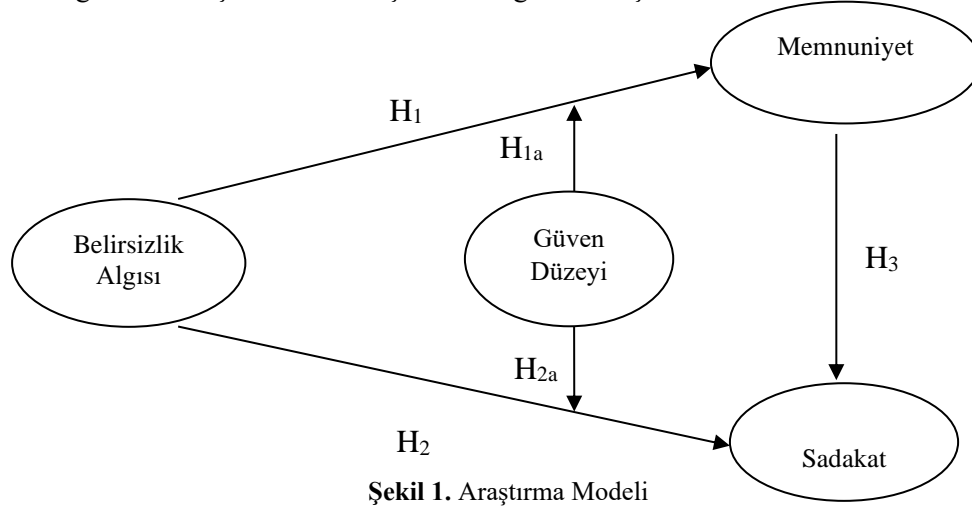 Memnuniyet
H1
H1a
Belirsizlik
Algısı
Güven
Düzeyi
H3
H2a
H2
Sadakat
Şekil 1. Araştırma Modeli